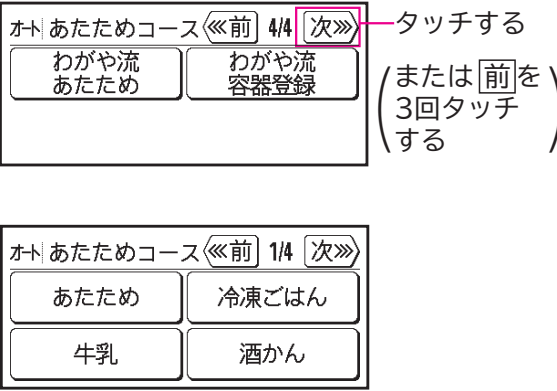 オート あたためコース 前 4/4 次
わがや流
あたため
わがや流
容器登録
タッチする
(または前を
3回タッチ
する)
オート あたためコース 前 1/4 次
あたため 冷凍ごはん
牛乳 酒かん